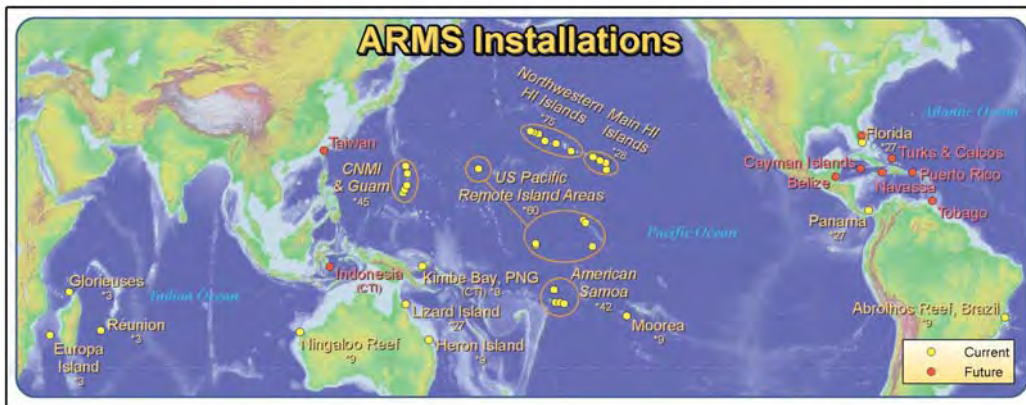 ARMS Installations
Northwestern
HI Islands
*75
Main HI
Islands
*26
Atlantic Ocean
Florida
*27
Taiwan
Turks & Caicos
Cayman Islands
Puerto Rico
Belize
Navassa
CNMI
& Guam
*45
US Pacific
Remote Island Areas
*60
Tobago
Panama
*27
Pacific Ocean
Indonesia
(CTI)
Kimbe Bay, PNG
(CTI) *9
American
Samoa
*42
Glorieuses
*3
Indian Ocean
Lizard Island
*27
Abrolhos Reef, Brazil
*9
Réunion
*3
Moorea
*9
Europa
Island
*3
Ningaloo Reef
*9
Heron Island
*9
Current
Future